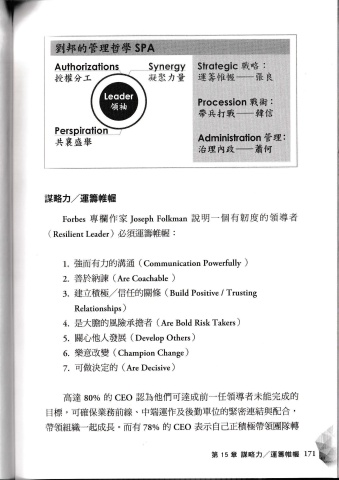 劉邦的管理哲學 SPA
Authorizations
授權分工
Synergy
凝聚力量
Leader
領袖
Perspiration
共襄盛舉
Strategic 戰略：
運籌帷幄──張良
Procession 戰術：
帶兵打戰──韓信
Administration 管理：
治理內政──蕭何
謀略力／運籌帷幄
Forbes 專欄作家 Joseph Folkman 說明一個有韌度的領導者
（Resilient Leader）必須運籌帷幄：
1. 強而有力的溝通（Communication Powerfully ）
2. 善於納諫（Are Coachable ）
3. 建立積極／信任的關係（Build Positive / Trusting
Relationships）
4. 是大膽的風險承擔者（Are Bold Risk Takers）
5. 關心他人發展（Develop Others）
6. 樂意改變（Champion Change）
7. 可做決定的（Are Decisive）
高達 80% 的 CEO 認為他們可達成前一任領導者未能完成的
目標，可確保業務前線、中端運作及後勤單位的緊密連結與配合，
帶領組織一起成長，而有 78% 的 CEO 表示自己正積極帶領團隊轉
第 15 章 謀略力／運籌帷幄 171